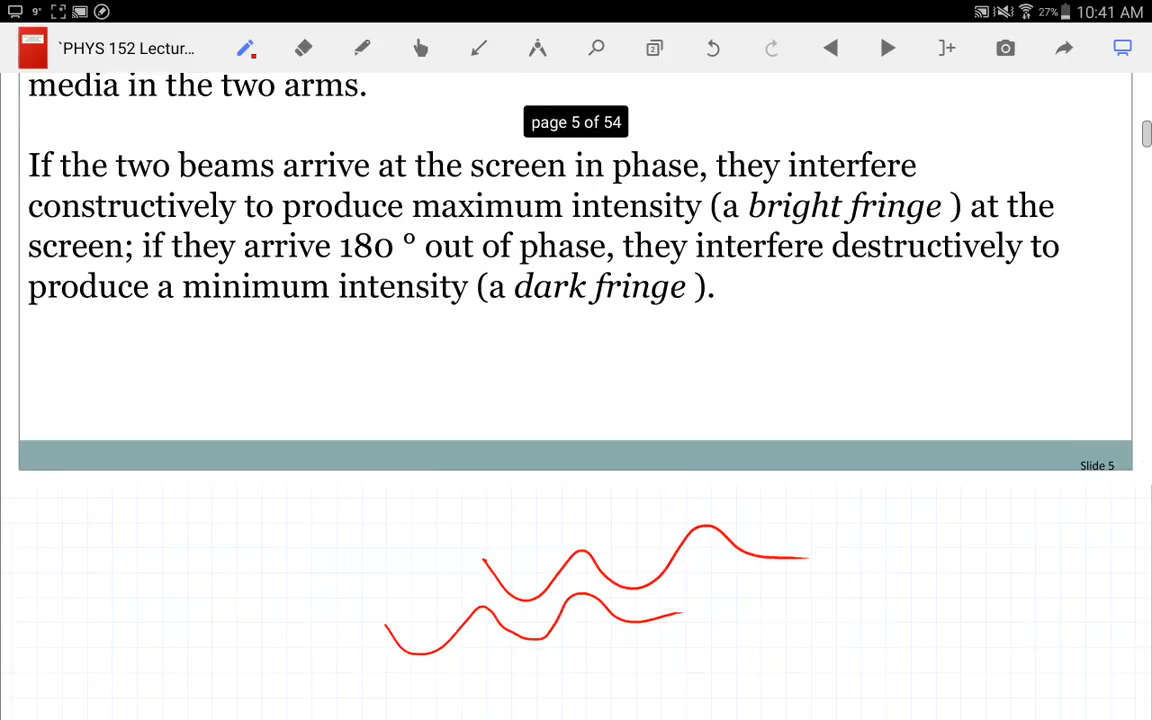 9°
27%
10:41 AM
`PHYS 152 Lectur...
2
media in the two arms.
page 5 of 54
If the two beams arrive at the screen in phase, they interfere
constructively to produce maximum intensity (a bright fringe ) at the
screen; if they arrive 180 ° out of phase, they interfere destructively to
produce a minimum intensity (a dark fringe ).
Slide 5